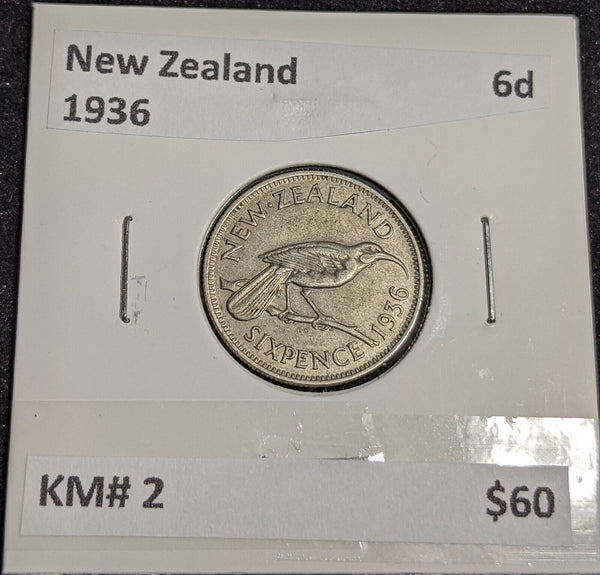 New Zealand 6d
1936
NEW·ZEALAND
SIXPENCE 1936
KM# 2 $60